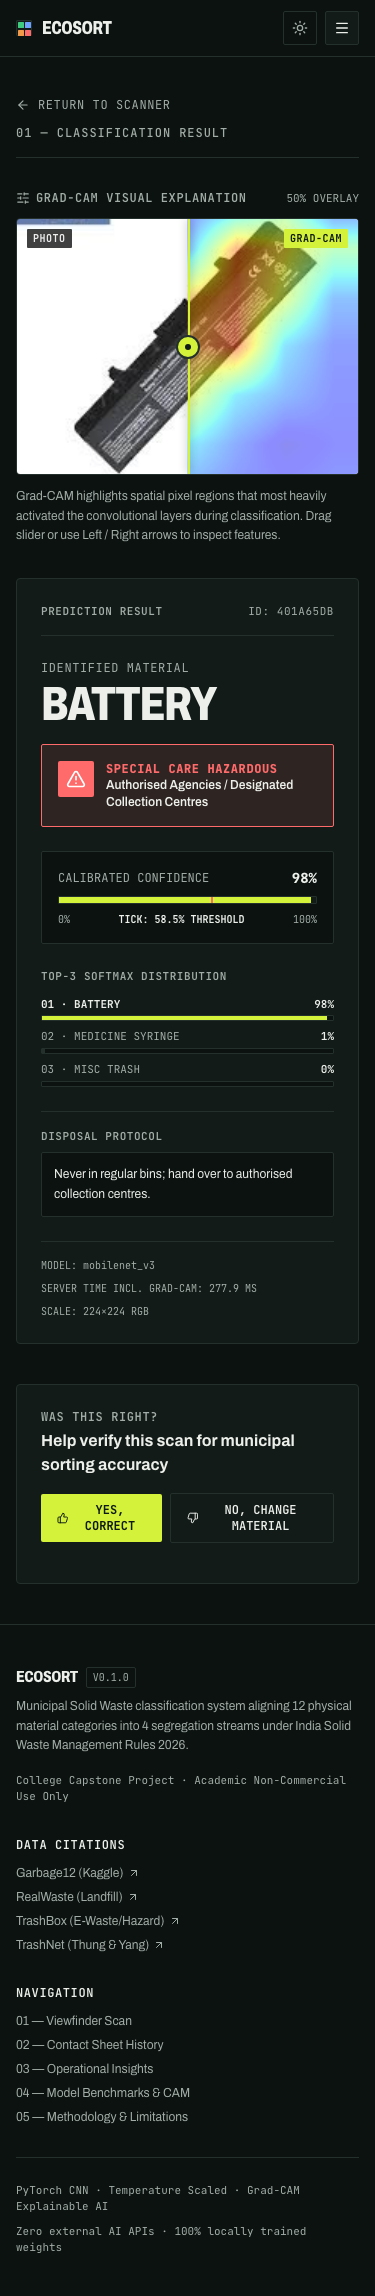 ECOSORT
RETURN TO SCANNER
01 — CLASSIFICATION RESULT
GRAD-CAM VISUAL EXPLANATION 50% OVERLAY
PHOTO GRAD-CAM
Grad-CAM highlights spatial pixel regions that most heavily
activated the convolutional layers during classification. Drag
slider or use Left / Right arrows to inspect features.
PREDICTION RESULT ID: 401A65DB
IDENTIFIED MATERIAL
BATTERY
SPECIAL CARE HAZARDOUS
Authorised Agencies / Designated
Collection Centres
CALIBRATED CONFIDENCE 98%
0% TICK: 58.5% THRESHOLD 100%
TOP-3 SOFTMAX DISTRIBUTION
01 · BATTERY 98%
02 · MEDICINE SYRINGE 1%
03 · MISC TRASH 0%
DISPOSAL PROTOCOL
Never in regular bins; hand over to authorised
collection centres.
MODEL: mobilenet_v3
SERVER TIME INCL. GRAD-CAM: 277.9 MS
SCALE: 224×224 RGB
WAS THIS RIGHT?
Help verify this scan for municipal
sorting accuracy
YES,
CORRECT
NO, CHANGE
MATERIAL
ECOSORT V0.1.0
Municipal Solid Waste classification system aligning 12 physical
material categories into 4 segregation streams under India Solid
Waste Management Rules 2026.
College Capstone Project · Academic Non-Commercial
Use Only
DATA CITATIONS
Garbage12 (Kaggle)
RealWaste (Landfill)
TrashBox (E-Waste/Hazard)
TrashNet (Thung & Yang)
NAVIGATION
01 — Viewfinder Scan
02 — Contact Sheet History
03 — Operational Insights
04 — Model Benchmarks & CAM
05 — Methodology & Limitations
PyTorch CNN · Temperature Scaled · Grad-CAM
Explainable AI
Zero external AI APIs · 100% locally trained
weights